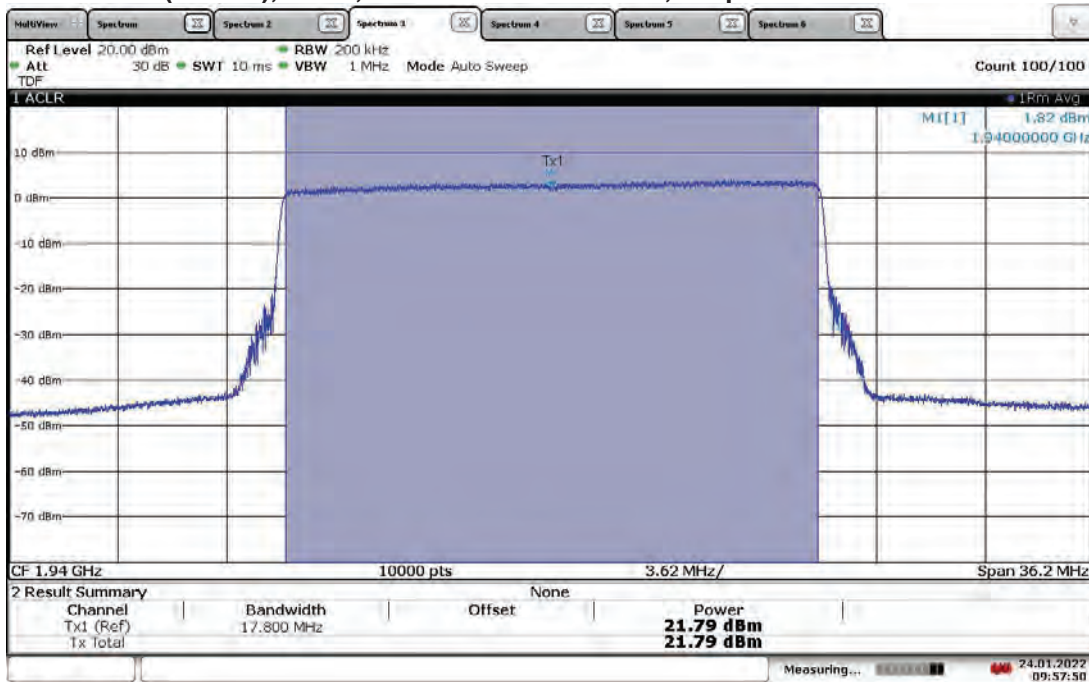 MultiView Spectrum Spectrum 2 Spectrum 3 Spectrum 4 Spectrum 5 Spectrum 6
Ref Level 20.00 dBm RBW 200 kHz
Att 30 dB SWT 10 ms VBW 1 MHz Mode Auto Sweep Count 100/100
TDF
1 ACLR 1Rm Avg
M1[1] 1.82 dBm
1.94000000 GHz
10 dBm
Tx1
0 dBm
-10 dBm
-20 dBm
-30 dBm
-40 dBm
-50 dBm
-60 dBm
-70 dBm
CF 1.94 GHz 10000 pts 3.62 MHz/ Span 36.2 MHz
2 Result Summary None
Channel Bandwidth Offset Power
Tx1 (Ref) 17.800 MHz 21.79 dBm
Tx Total 21.79 dBm
Measuring... 24.01.2022
09:57:50